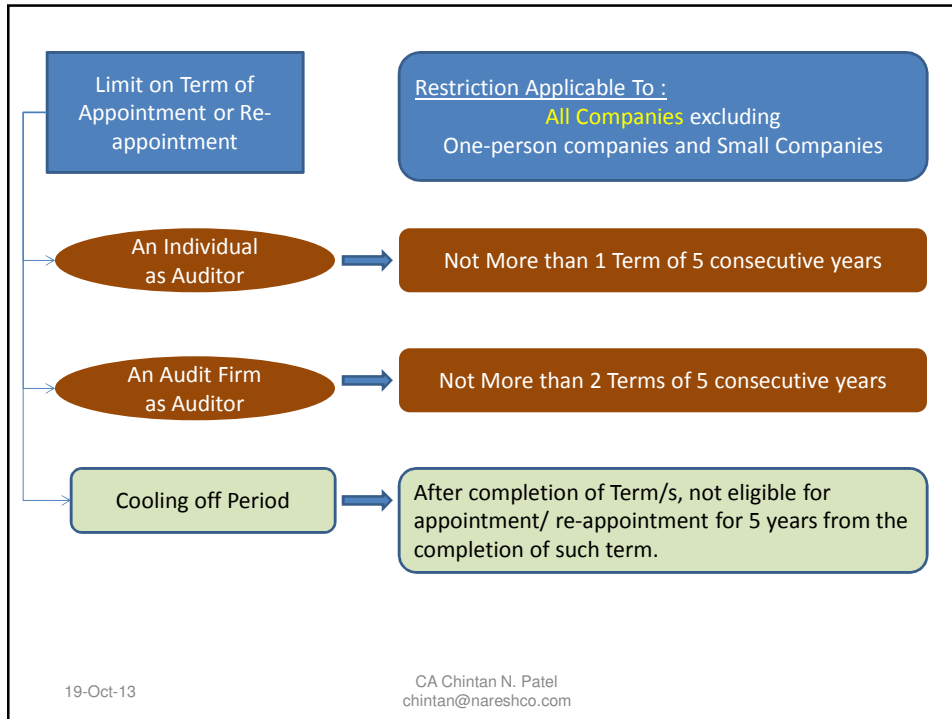 Limit on Term of
Appointment or Re-
appointment
Restriction Applicable To :
All Companies excluding
One-person companies and Small Companies
An Individual
as Auditor
Not More than 1 Term of 5 consecutive years
An Audit Firm
as Auditor
Not More than 2 Terms of 5 consecutive years
Cooling off Period
After completion of Term/s, not eligible for
appointment/ re-appointment for 5 years from the
completion of such term.
19-Oct-13
CA Chintan N. Patel
chintan@nareshco.com